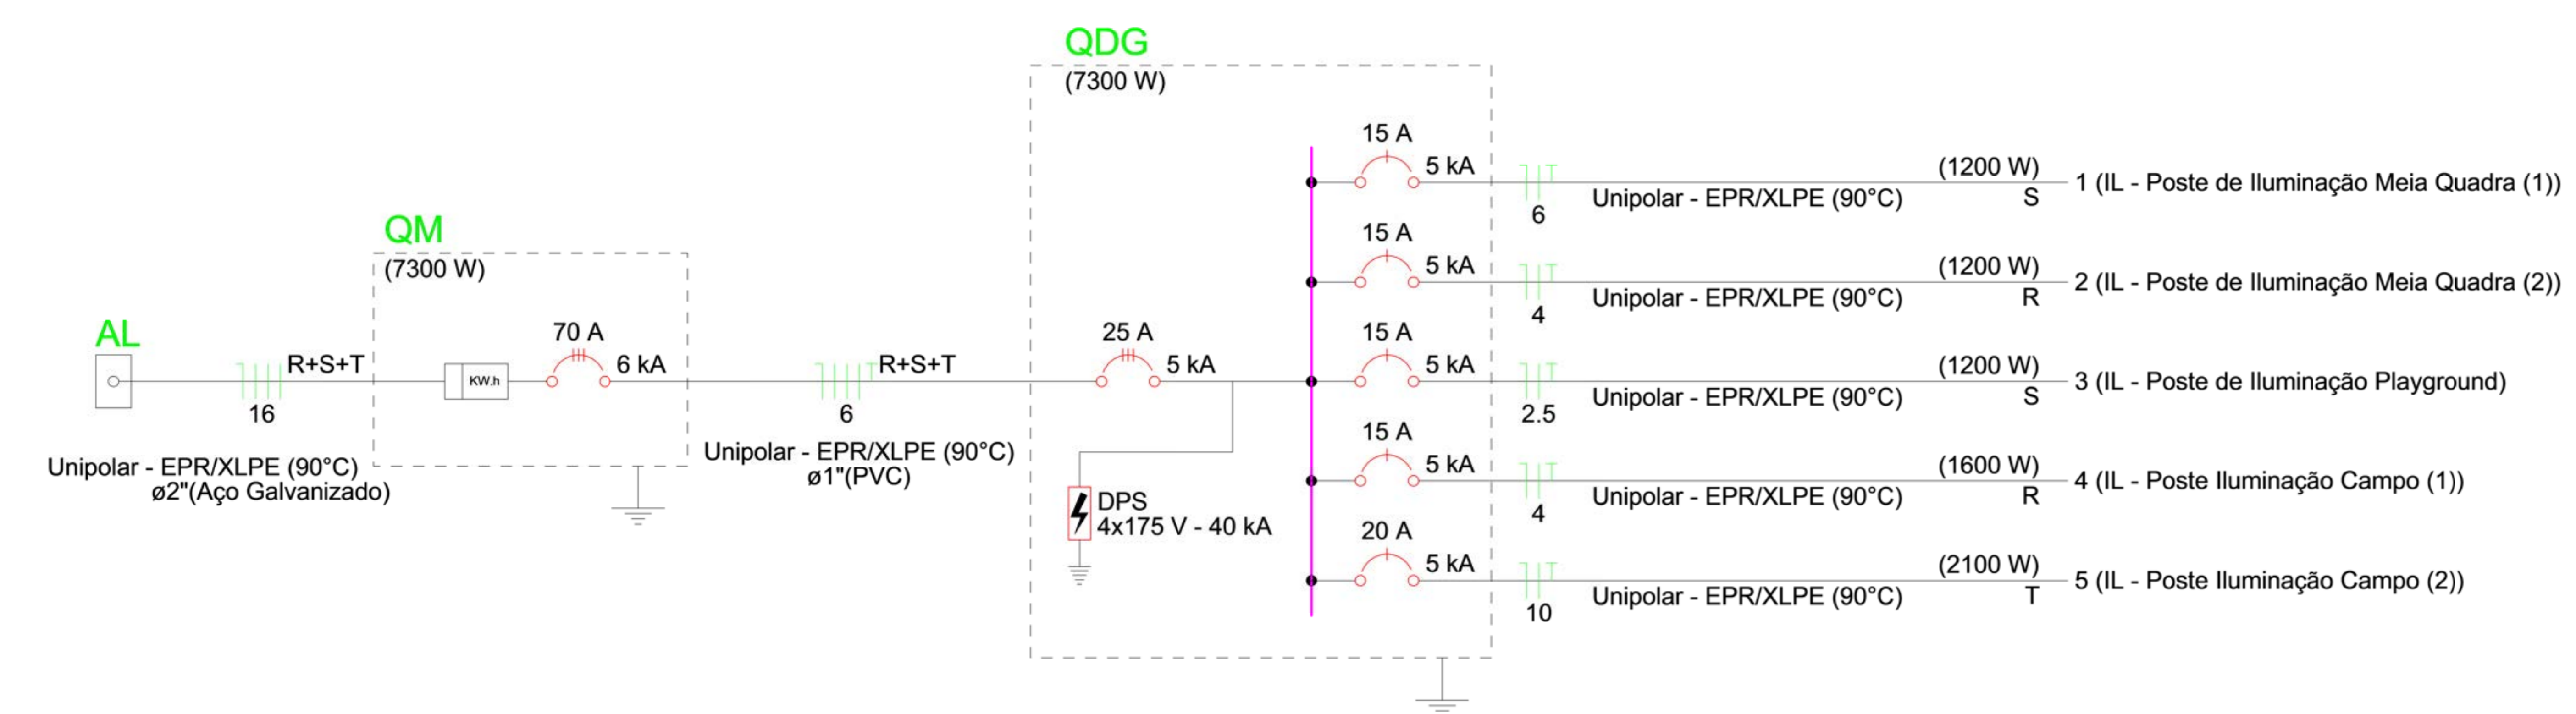 AL
R+S+T
16
Unipolar - EPR/XLPE (90°C)
ø2"(Aço Galvanizado)
QM
(7300 W)
KW.h
70 A
6 kA
R+S+T
6
Unipolar - EPR/XLPE (90°C)
ø1"(PVC)
QDG
(7300 W)
25 A
5 kA
DPS
4x175 V - 40 kA
15 A
5 kA
6
Unipolar - EPR/XLPE (90°C)
(1200 W)
S
1 (IL - Poste de Iluminação Meia Quadra (1))
15 A
5 kA
4
Unipolar - EPR/XLPE (90°C)
(1200 W)
R
2 (IL - Poste de Iluminação Meia Quadra (2))
15 A
5 kA
2.5
Unipolar - EPR/XLPE (90°C)
(1200 W)
S
3 (IL - Poste de Iluminação Playground)
15 A
5 kA
4
Unipolar - EPR/XLPE (90°C)
(1600 W)
R
4 (IL - Poste Iluminação Campo (1))
20 A
5 kA
10
Unipolar - EPR/XLPE (90°C)
(2100 W)
T
5 (IL - Poste Iluminação Campo (2))